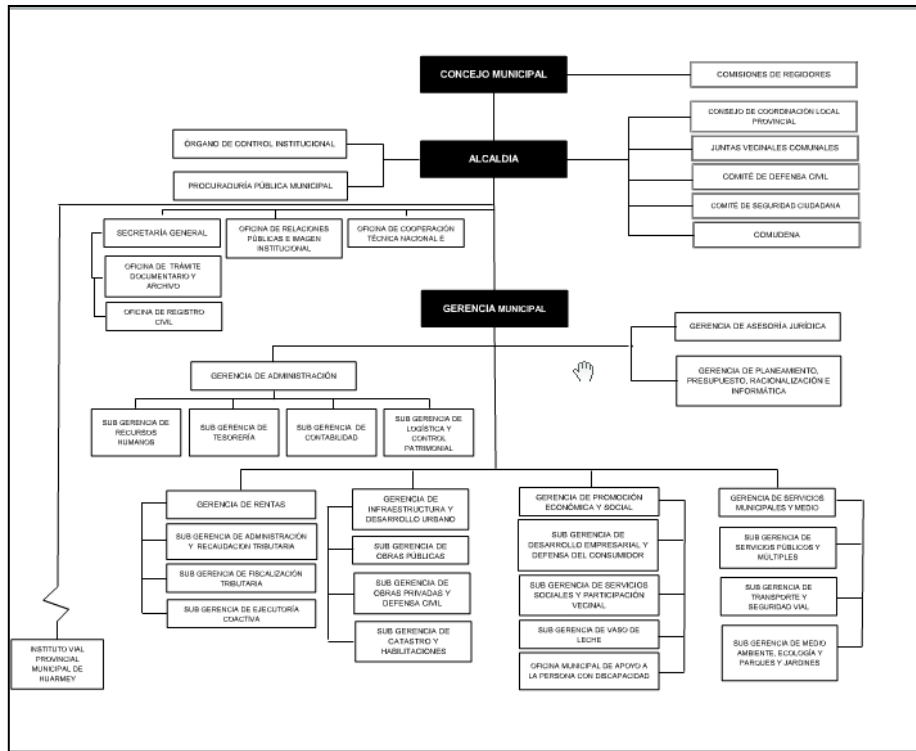 CONCEJO MUNICIPAL
COMISIONES DE REGIDORES
CONSEJO DE COORDINACIÓN LOCAL
PROVINCIAL
ÓRGANO DE CONTROL INSTITUCIONAL
ALCALDIA
JUNTAS VECINALES COMUNALES
PROCURADURÍA PÚBLICA MUNICIPAL
COMITÉ DE DEFENSA CIVIL
COMITÉ DE SEGURIDAD CIUDADANA
COMUDENA
SECRETARÍA GENERAL
OFICINA DE RELACIONES
PÚBLICAS E IMAGEN
INSTITUCIONAL
OFICINA DE COOPERACIÓN
TÉCNICA NACIONAL E
OFICINA DE TRÁMITE
DOCUMENTARIO Y
ARCHIVO
OFICINA DE REGISTRO
CIVIL
GERENCIA MUNICIPAL
GERENCIA DE ASESORÍA JURÍDICA
GERENCIA DE ADMINISTRACIÓN
GERENCIA DE PLANEAMIENTO,
PRESUPUESTO, RACIONALIZACIÓN E
INFORMÁTICA
SUB GERENCIA DE
RECURSOS
HUMANOS
SUB GERENCIA DE
TESORERÍA
SUB GERENCIA DE
CONTABILIDAD
SUB GERENCIA DE
LOGÍSTICA Y
CONTROL
PATRIMONIAL
GERENCIA DE RENTAS
SUB GERENCIA DE ADMINISTRACIÓN
Y RECAUDACION TRIBUTARIA
SUB GERENCIA DE FISCALIZACIÓN
TRIBUTARIA
SUB GERENCIA DE EJECUTORÍA
COACTIVA
GERENCIA DE
INFRAESTRUCTURA Y
DESARROLLO URBANO
SUB GERENCIA DE
OBRAS PÚBLICAS
SUB GERENCIA DE
OBRAS PRIVADAS
Y DEFENSA CIVIL
SUB GERENCIA DE
CATASTRO Y
HABILITACIONES
GERENCIA DE PROMOCIÓN
ECONÓMICA Y SOCIAL
SUB GERENCIA DE
DESARROLLO EMPRESARIAL Y
DEFENSA DEL CONSUMIDOR
SUB GERENCIA DE SERVICIOS
SOCIALES Y PARTICIPACIÓN
VECINAL
SUB GERENCIA DE VASO DE
LECHE
OFICINA MUNICIPAL DE APOYO A
LA PERSONA CON DISCAPACIDAD
GERENCIA DE SERVICIOS
MUNICIPALES Y MEDIO
SUB GERENCIA DE
SERVICIOS PÚBLICOS Y
MÚLTIPLES
SUB GERENCIA DE
TRANSPORTE Y
SEGURIDAD VIAL
SUB GERENCIA DE MEDIO
AMBIENTE, ECOLOGÍA Y
PARQUES Y JARDINES
INSTITUTO VIAL
PROVINCIAL
MUNICIPAL DE
HUARMEY